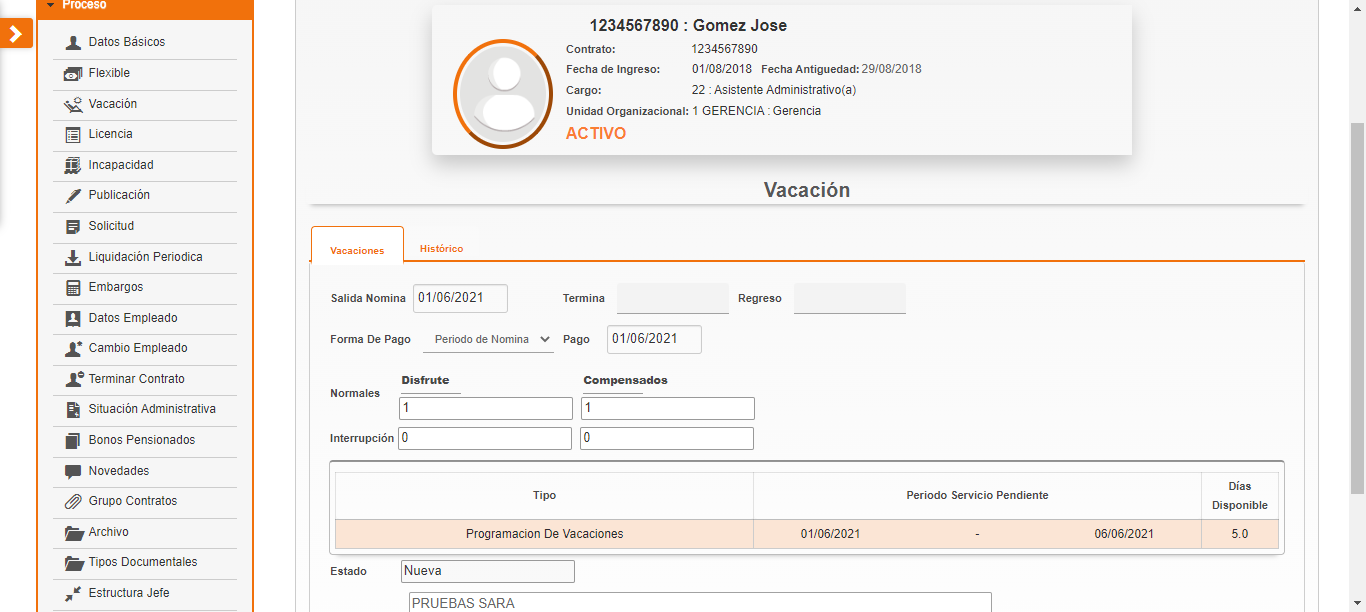 Proceso
Datos Básicos
Flexible
Vacación
Licencia
Incapacidad
Publicación
Solicitud
Liquidación Periodica
Embargos
Datos Empleado
Cambio Empleado
Terminar Contrato
Situación Administrativa
Bonos Pensionados
Novedades
Grupo Contratos
Archivo
Tipos Documentales
Estructura Jefe
1234567890 : Gomez Jose
Contrato: 1234567890
Fecha de Ingreso: 01/08/2018 Fecha Antiguedad: 29/08/2018
Cargo: 22 : Asistente Administrativo(a)
Unidad Organizacional: 1 GERENCIA : Gerencia
ACTIVO
Vacación
Vacaciones Histórico
Salida Nomina 01/06/2021 Termina Regreso
Forma De Pago Periodo de Nomina Pago 01/06/2021
Disfrute Compensados
Normales 1 1
Interrupción 0 0
Tipo Periodo Servicio Pendiente Días Disponible
Programacion De Vacaciones 01/06/2021 - 06/06/2021 5.0
Estado Nueva
PRUEBAS SARA